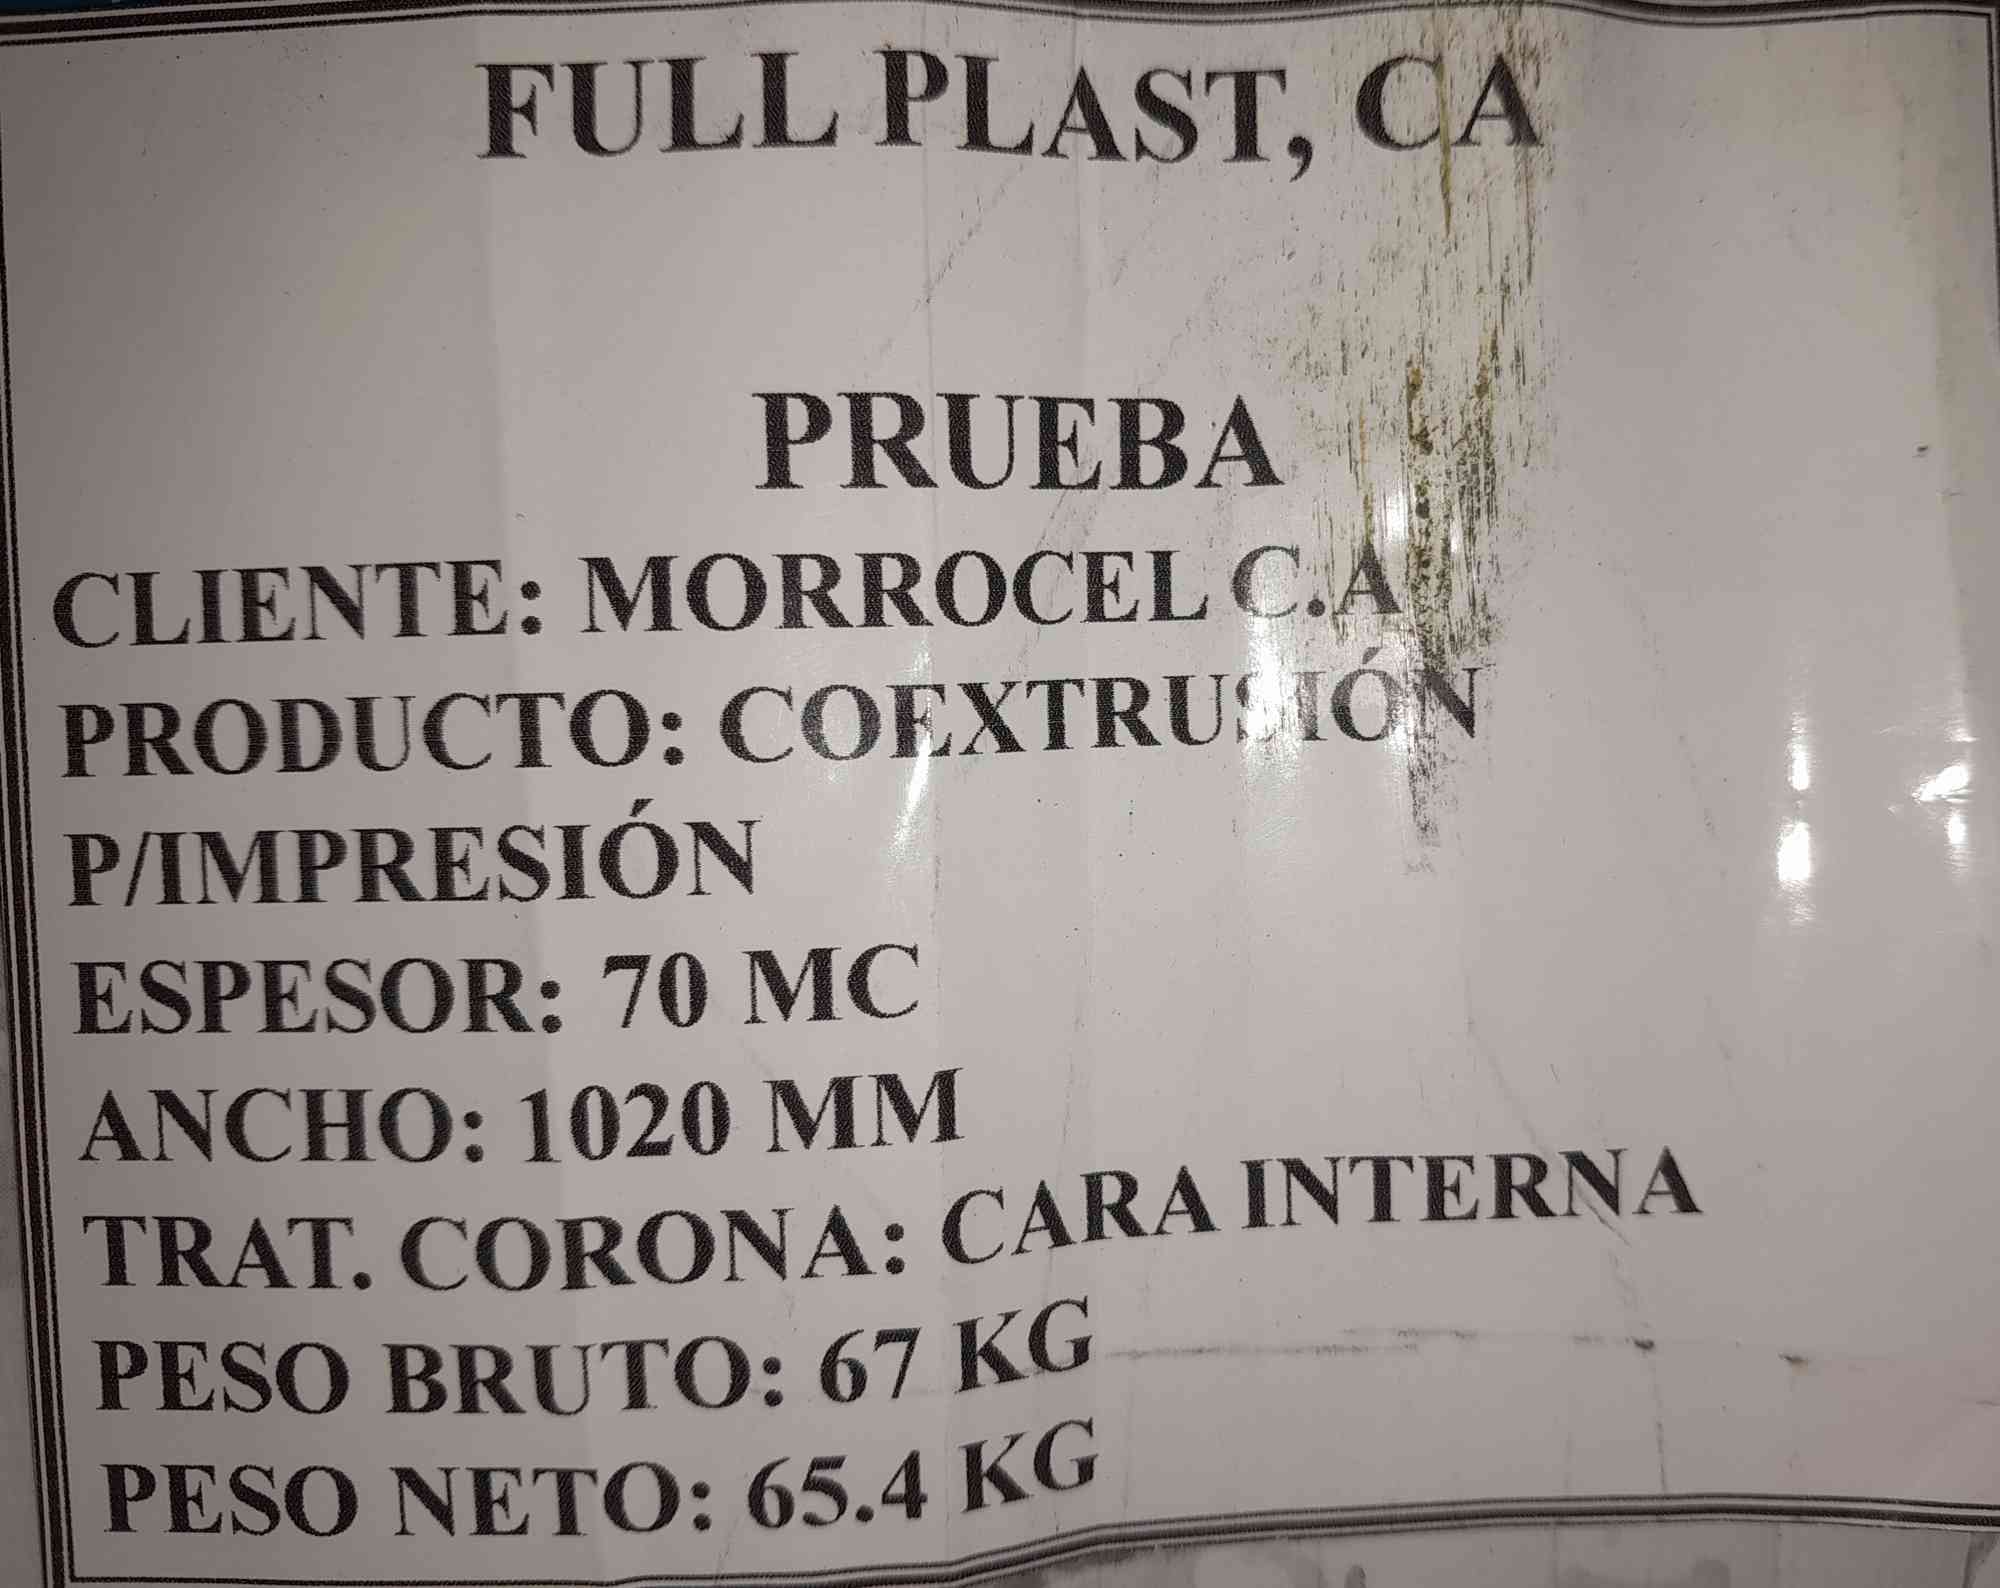 FULL PLAST, CA
PRUEBA
CLIENTE: MORROCEL C.A
PRODUCTO: COEXTRUSIÓN
P/IMPRESIÓN
ESPESOR: 70 MC
ANCHO: 1020 MM
TRAT. CORONA: CARA INTERNA
PESO BRUTO: 67 KG
PESO NETO: 65.4 KG